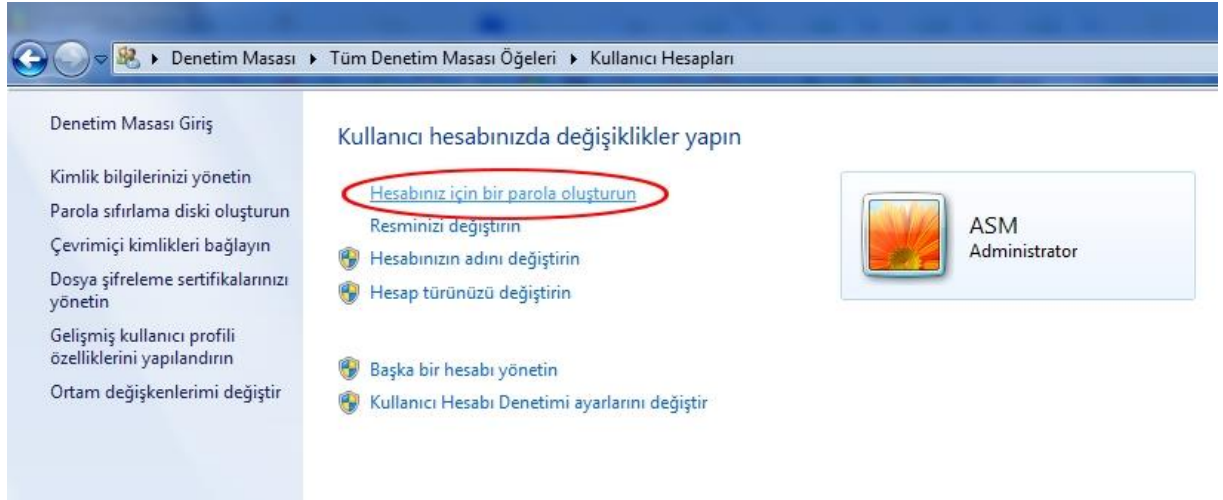 Denetim Masası ▸ Tüm Denetim Masası Öğeleri ▸ Kullanıcı Hesapları
Denetim Masası Giriş
Kimlik bilgilerinizi yönetin
Parola sıfırlama diski oluşturun
Çevrimiçi kimlikleri bağlayın
Dosya şifreleme sertifikalarınızı
yönetin
Gelişmiş kullanıcı profili
özelliklerini yapılandırın
Ortam değişkenlerimi değiştir
Kullanıcı hesabınızda değişiklikler yapın
Hesabınız için bir parola oluşturun
Resminizi değiştirin
Hesabınızın adını değiştirin
Hesap türünüzü değiştirin
Başka bir hesabı yönetin
Kullanıcı Hesabı Denetimi ayarlarını değiştir
ASM
Administrator